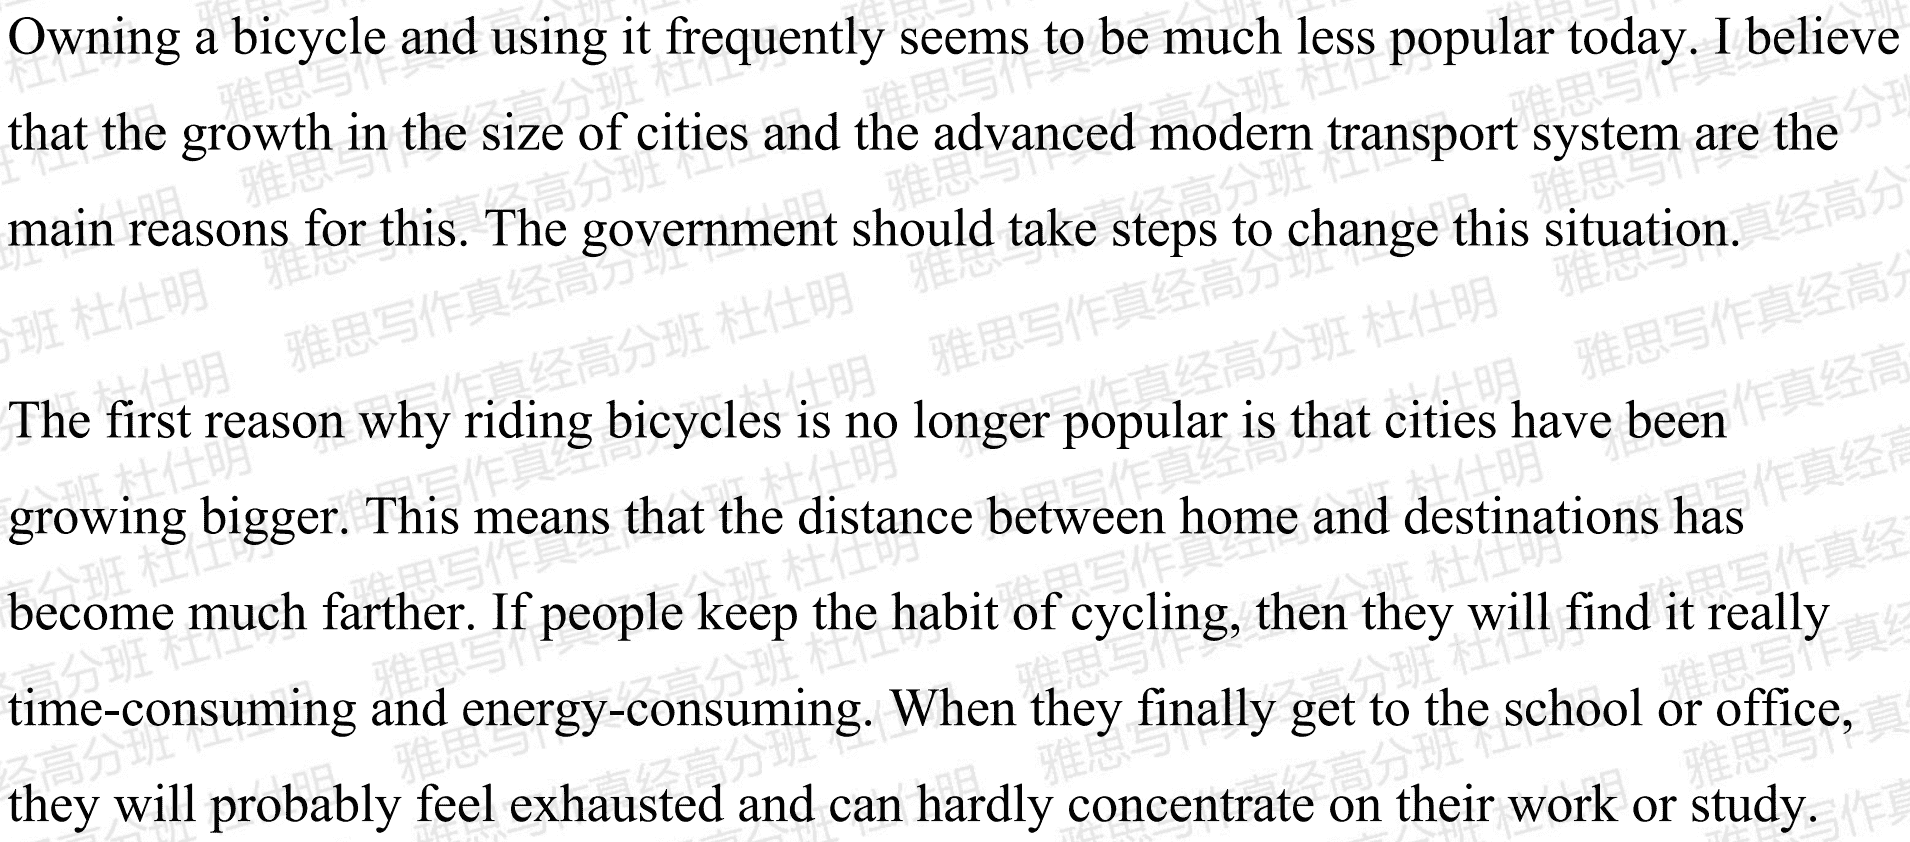 Owning a bicycle and using it frequently seems to be much less popular today. I believe
that the growth in the size of cities and the advanced modern transport system are the
main reasons for this. The government should take steps to change this situation.
The first reason why riding bicycles is no longer popular is that cities have been
growing bigger. This means that the distance between home and destinations has
become much farther. If people keep the habit of cycling, then they will find it really
time-consuming and energy-consuming. When they finally get to the school or office,
they will probably feel exhausted and can hardly concentrate on their work or study.
雅思写作真经高分班 杜仕明